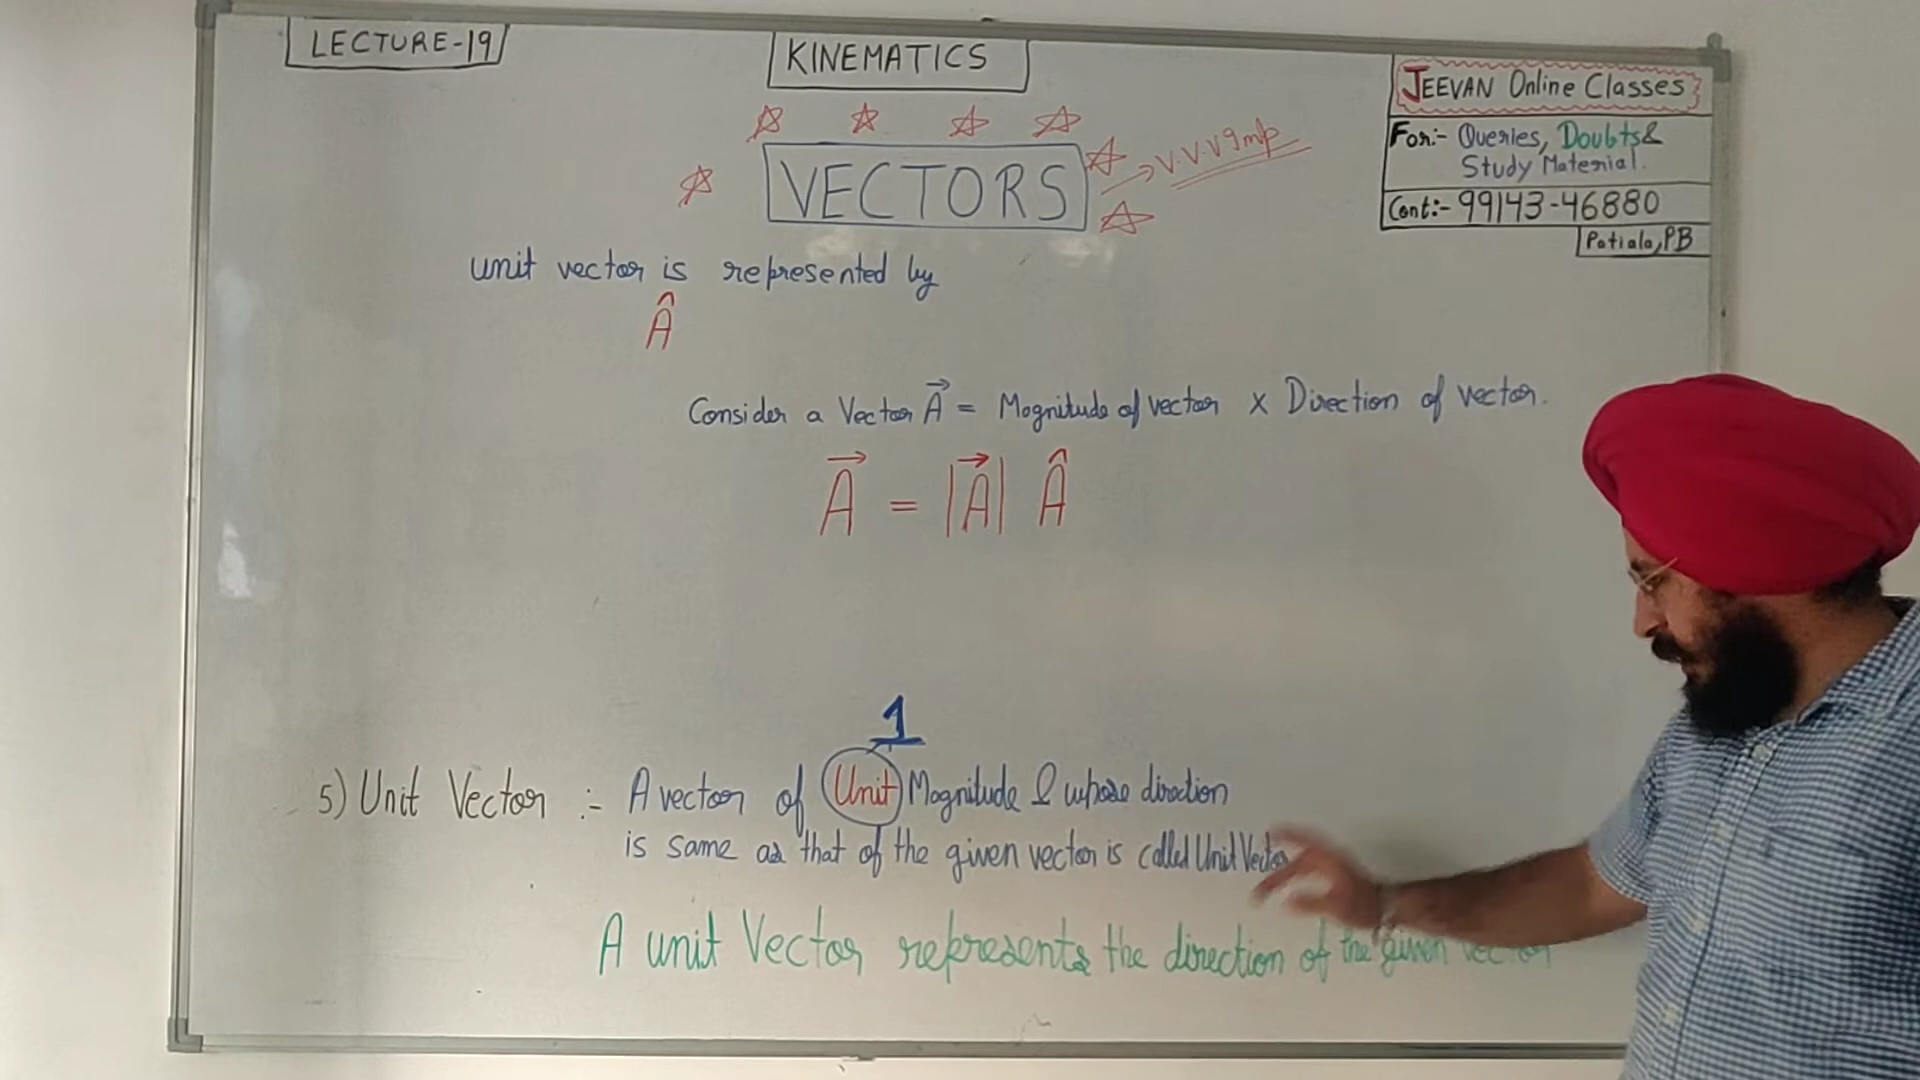 LECTURE-19
KINEMATICS
JEEVAN Online Classes
For:- Queries, Doubts &
Study Material.
Cont:- 99143-46880
Patiala, PB
VECTORS
V.V.V Imp
unit vector is represented by
Â
Consider a Vector A⃗ = Magnitude of vector x Direction of vector.
A⃗ = |A⃗| Â
1
5) Unit Vector :- A vector of Unit Magnitude & whose direction
is same as that of the given vector is called Unit Vector
A unit Vector represents the direction of the given vector